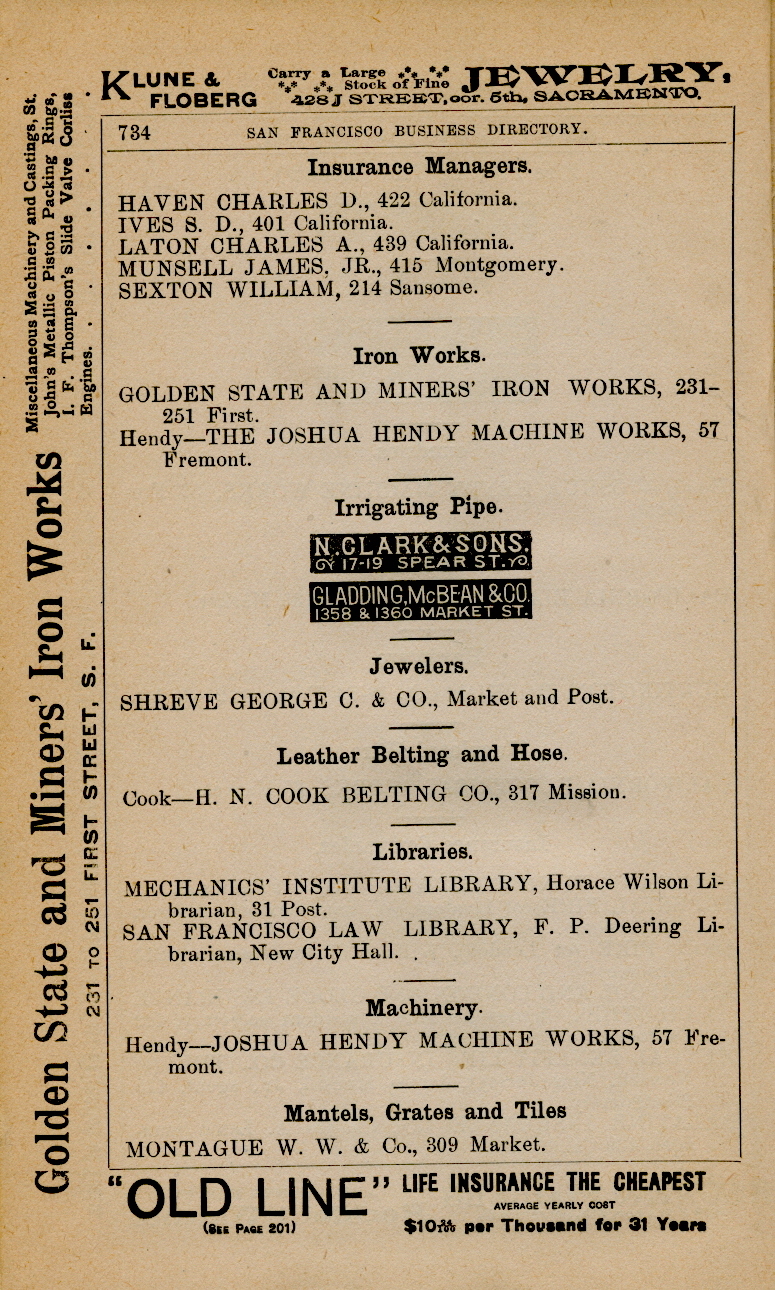 KLUNE &
FLOBERG
Carry a Large
Stock of Fine
JEWELRY,
428 J STREET, cor. 5th, SACRAMENTO.
734 SAN FRANCISCO BUSINESS DIRECTORY.
Insurance Managers.
HAVEN CHARLES D., 422 California.
IVES S. D., 401 California.
LATON CHARLES A., 439 California.
MUNSELL JAMES, JR., 415 Montgomery.
SEXTON WILLIAM, 214 Sansome.
Iron Works.
GOLDEN STATE AND MINERS' IRON WORKS, 231–
251 First.
Hendy—THE JOSHUA HENDY MACHINE WORKS, 57
Fremont.
Irrigating Pipe.
N. CLARK & SONS.
17-19 SPEAR ST.
GLADDING, McBEAN & CO.
1358 & 1360 MARKET ST.
Jewelers.
SHREVE GEORGE C. & CO., Market and Post.
Leather Belting and Hose.
Cook—H. N. COOK BELTING CO., 317 Mission.
Libraries.
MECHANICS' INSTITUTE LIBRARY, Horace Wilson Li-
brarian, 31 Post.
SAN FRANCISCO LAW LIBRARY, F. P. Deering Li-
brarian, New City Hall.
Machinery.
Hendy—JOSHUA HENDY MACHINE WORKS, 57 Fre-
mont.
Mantels, Grates and Tiles
MONTAGUE W. W. & Co., 309 Market.
"OLD LINE"
(SEE PAGE 201)
LIFE INSURANCE THE CHEAPEST
AVERAGE YEARLY COST
per Thousand for 31 Years
Golden State and Miners' Iron Works
231 TO 251 FIRST STREET, S. F.
Miscellaneous Machinery and Castings, St.
John's Metallic Piston Packing Rings,
I. F. Thompson's Slide Valve Corliss
Engines.